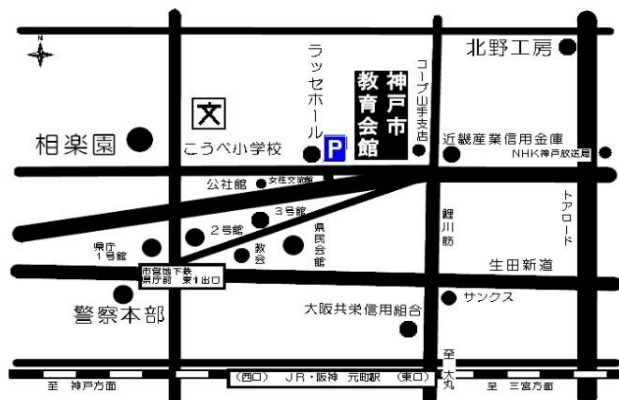 N
北野工房
ラッセホール
神戸市
教育会館
コープ山手支店
文
相楽園
こうべ小学校
P
近畿産業信用金庫
NHK神戸放送局
公社館
女性交流館
3号館
2号館
県庁
1号館
教会
県民会館
鯉川筋
トアロード
生田新道
市営地下鉄
県庁前 東1出口
警察本部
大阪共栄信用組合
サンクス
至 大丸
至 神戸方面
(西口) JR・阪神 元町駅 (東口)
至 三宮方面